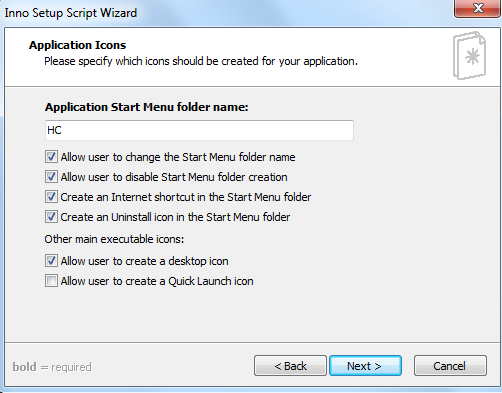 Inno Setup Script Wizard
Application Icons
Please specify which icons should be created for your application.
Application Start Menu folder name:
HC
Allow user to change the Start Menu folder name
Allow user to disable Start Menu folder creation
Create an Internet shortcut in the Start Menu folder
Create an Uninstall icon in the Start Menu folder
Other main executable icons:
Allow user to create a desktop icon
Allow user to create a Quick Launch icon
bold = required
< Back
Next >
Cancel